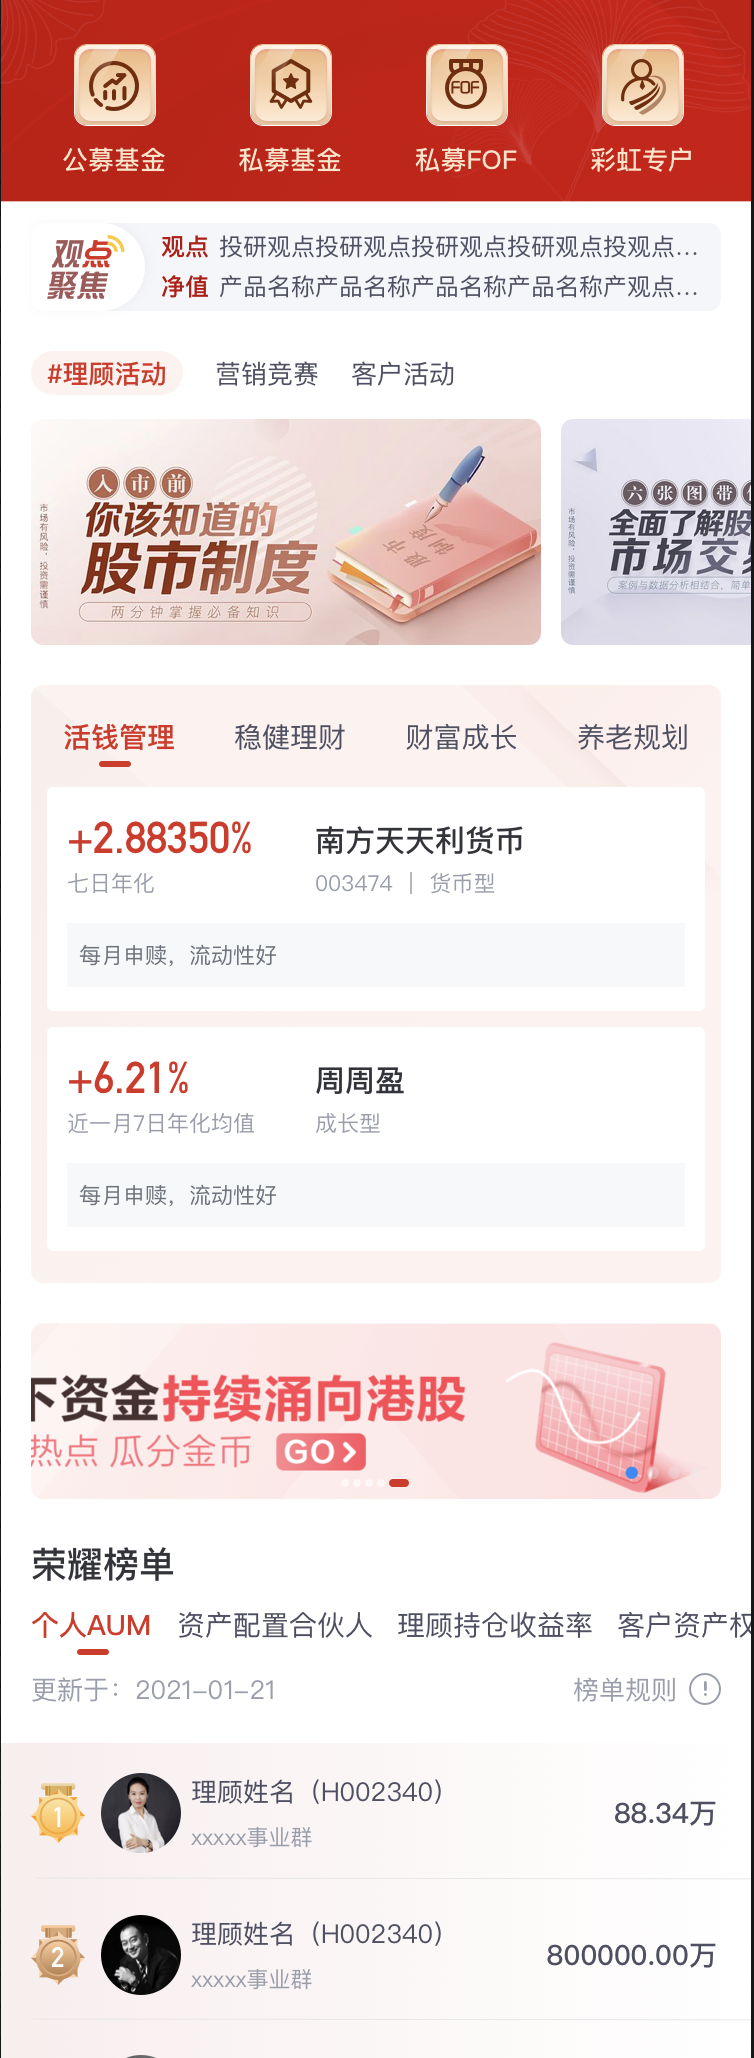 FOF
公募基金
私募基金
私募FOF
彩虹专户
观点
聚焦
观点 投研观点投研观点投研观点投研观点投观点...
净值 产品名称产品名称产品名称产品名称产观点...
#理顾活动
营销竞赛
客户活动
入市前
你该知道的
股市制度
两分钟掌握必备知识
市场有风险，投资需谨慎
股市
制度
六张图带
全面了解股
市场交
案例与数据分析相结合，简单
市场有风险，投资需谨慎
活钱管理
稳健理财
财富成长
养老规划
+2.88350%
南方天天利货币
七日年化
003474 | 货币型
每月申赎，流动性好
+6.21%
周周盈
近一月7日年化均值
成长型
每月申赎，流动性好
下资金持续涌向港股
热点 瓜分金币 GO
荣耀榜单
个人AUM
资产配置合伙人
理顾持仓收益率
客户资产权
更新于：2021-01-21
榜单规则
1
理顾姓名（H002340）
xxxxx事业群
88.34万
2
理顾姓名（H002340）
xxxxx事业群
800000.00万